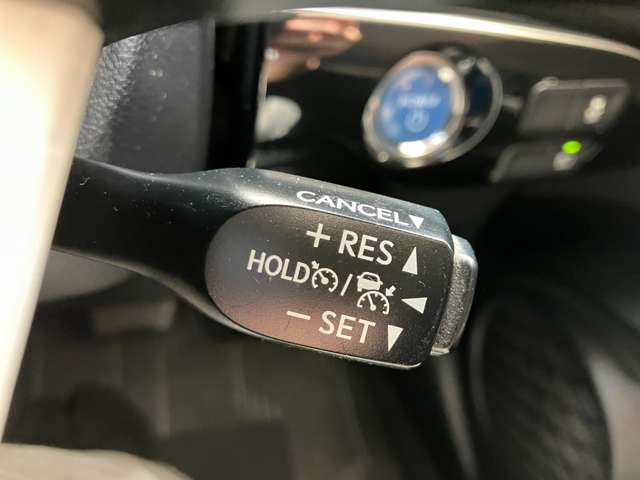 CANCEL▼
+ RES ▲
HOLD / ◀
− SET ▼